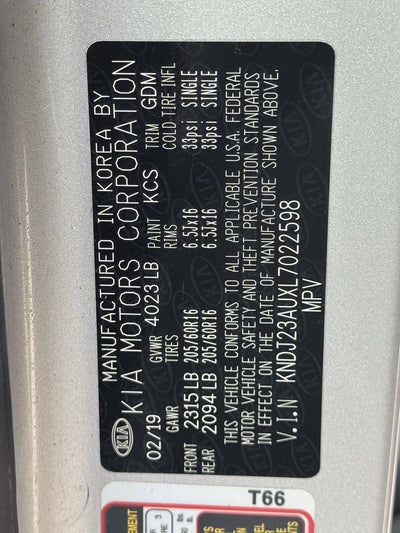 MANUFACTURED IN KOREA BY
KIA KIA MOTORS CORPORATION
02/19 GVWR 4023 LB PAINT KCS TRIM GDM
GAWR TIRES RIMS COLD TIRE INFL
FRONT 2315 LB 205/60R16 6.5Jx16 33psi SINGLE
REAR 2094 LB 205/60R16 6.5Jx16 33psi SINGLE
THIS VEHICLE CONFORMS TO ALL APPLICABLE U.S.A. FEDERAL
MOTOR VEHICLE SAFETY AND THEFT PREVENTION STANDARDS
IN EFFECT ON THE DATE OF MANUFACTURE SHOWN ABOVE.
V.I.N KNDJ23AUXL7022598
MPV
T66